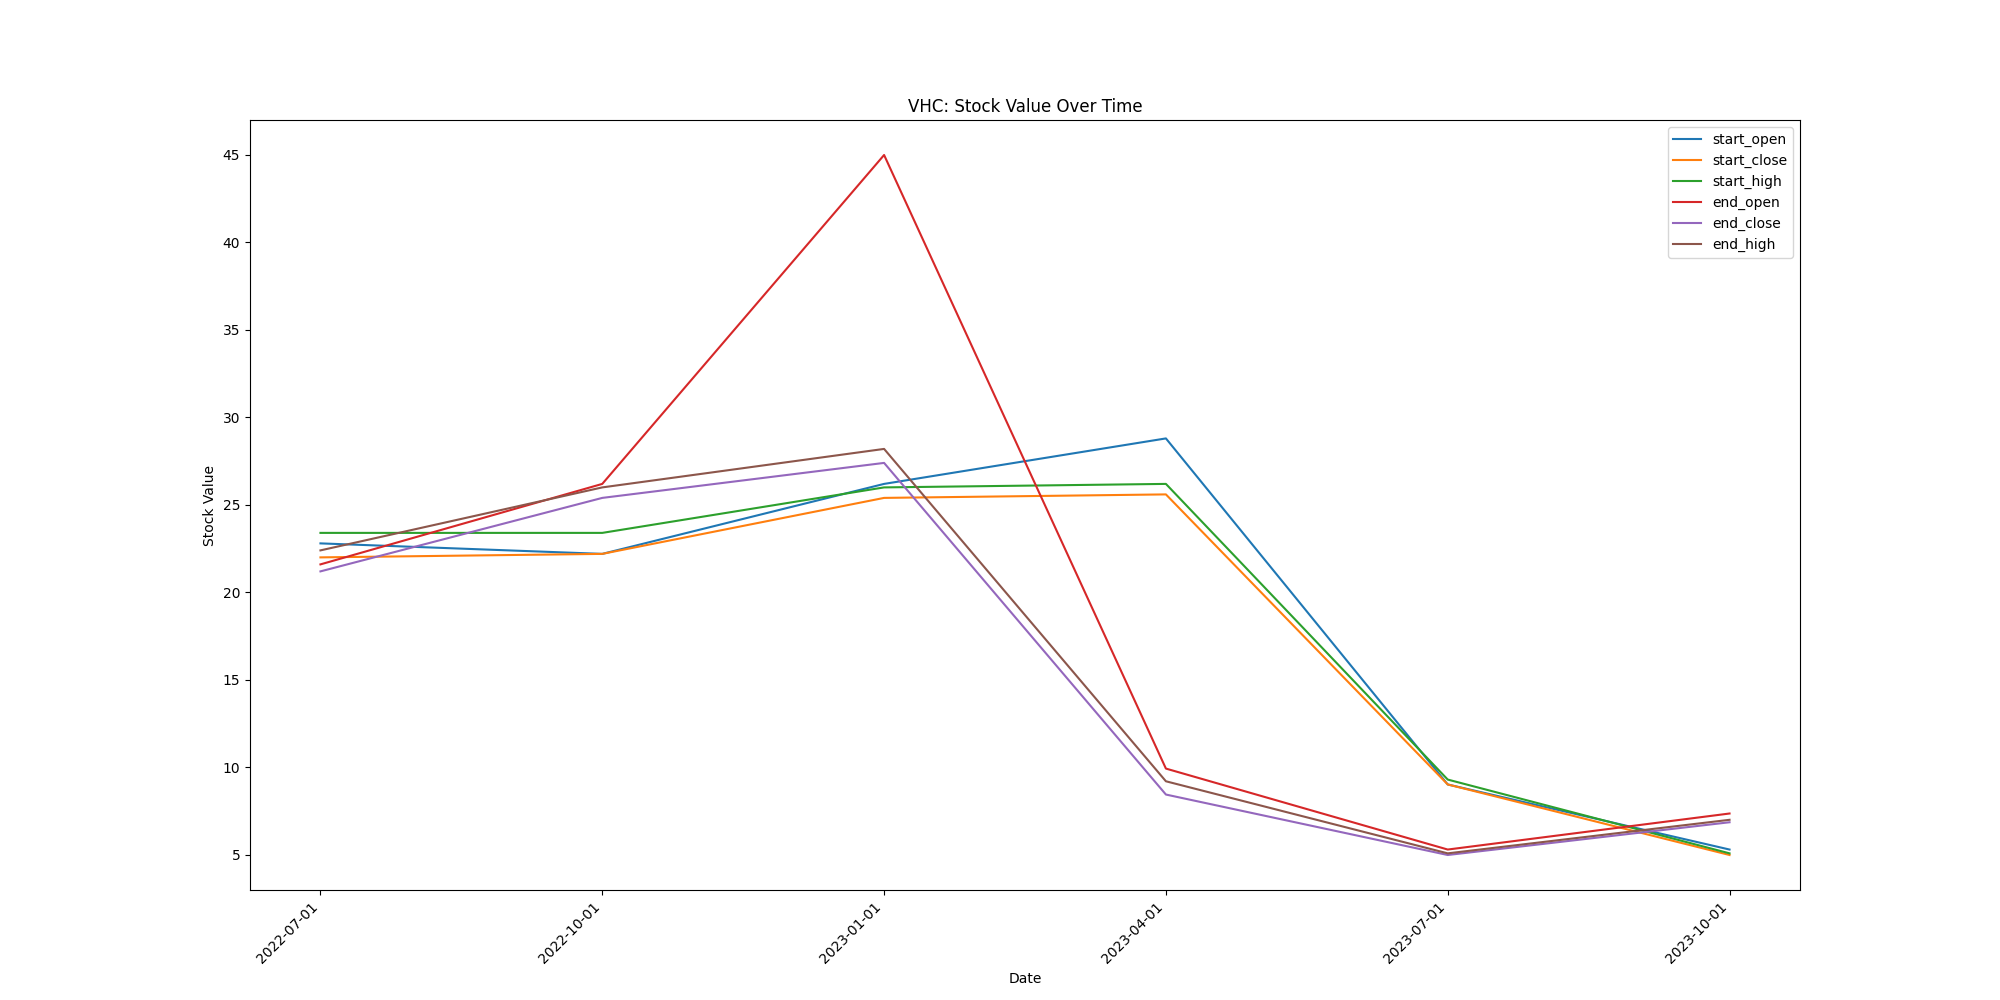 VHC: Stock Value Over Time
start_open
start_close
start_high
end_open
end_close
end_high
Stock Value
45
40
35
30
25
20
15
10
5
2022-07-01
2022-10-01
2023-01-01
2023-04-01
2023-07-01
2023-10-01
Date